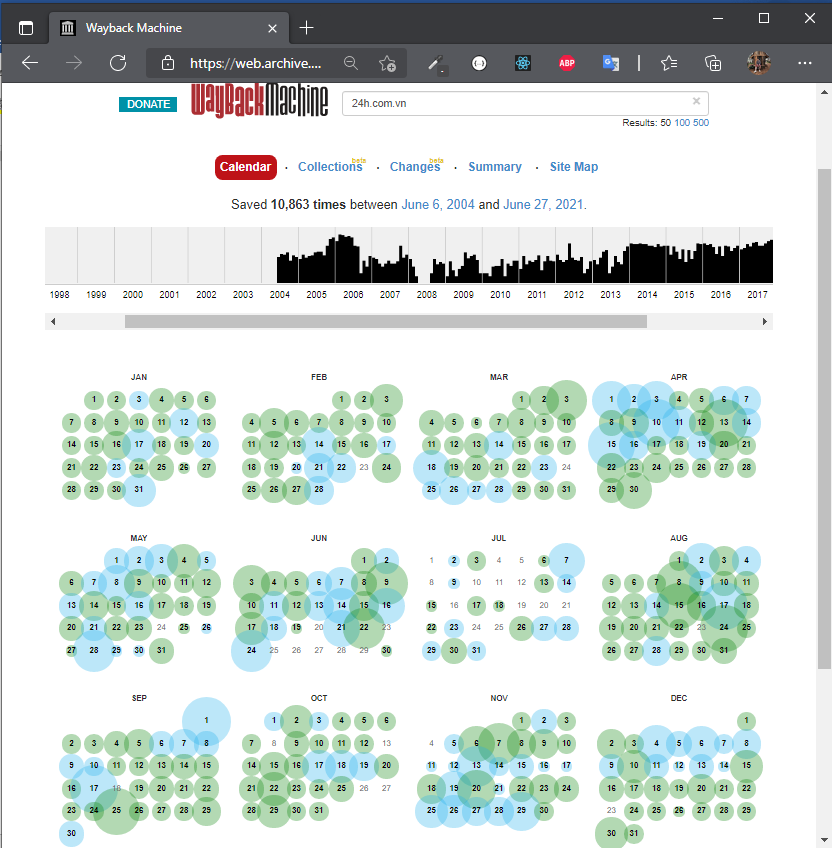 Wayback Machine
https://web.archive....
ABP
DONATE
WayBackMachine
24h.com.vn
Results: 50 100 500
Calendar · Collections beta · Changes beta · Summary · Site Map
Saved 10,863 times between June 6, 2004 and June 27, 2021.
1998 1999 2000 2001 2002 2003 2004 2005 2006 2007 2008 2009 2010 2011 2012 2013 2014 2015 2016 2017
JAN
1 2 3 4 5 6
7 8 9 10 11 12 13
14 15 16 17 18 19 20
21 22 23 24 25 26 27
28 29 30 31
FEB
1 2 3
4 5 6 7 8 9 10
11 12 13 14 15 16 17
18 19 20 21 22 23 24
25 26 27 28
MAR
1 2 3
4 5 6 7 8 9 10
11 12 13 14 15 16 17
18 19 20 21 22 23 24
25 26 27 28 29 30 31
APR
1 2 3 4 5 6 7
8 9 10 11 12 13 14
15 16 17 18 19 20 21
22 23 24 25 26 27 28
29 30
MAY
1 2 3 4 5
6 7 8 9 10 11 12
13 14 15 16 17 18 19
20 21 22 23 24 25 26
27 28 29 30 31
JUN
1 2
3 4 5 6 7 8 9
10 11 12 13 14 15 16
17 18 19 20 21 22 23
24 25 26 27 28 29 30
JUL
1 2 3 4 5 6 7
8 9 10 11 12 13 14
15 16 17 18 19 20 21
22 23 24 25 26 27 28
29 30 31
AUG
1 2 3 4
5 6 7 8 9 10 11
12 13 14 15 16 17 18
19 20 21 22 23 24 25
26 27 28 29 30 31
SEP
1
2 3 4 5 6 7 8
9 10 11 12 13 14 15
16 17 18 19 20 21 22
23 24 25 26 27 28 29
30
OCT
1 2 3 4 5 6
7 8 9 10 11 12 13
14 15 16 17 18 19 20
21 22 23 24 25 26 27
28 29 30 31
NOV
1 2 3
4 5 6 7 8 9 10
11 12 13 14 15 16 17
18 19 20 21 22 23 24
25 26 27 28 29 30
DEC
1
2 3 4 5 6 7 8
9 10 11 12 13 14 15
16 17 18 19 20 21 22
23 24 25 26 27 28 29
30 31